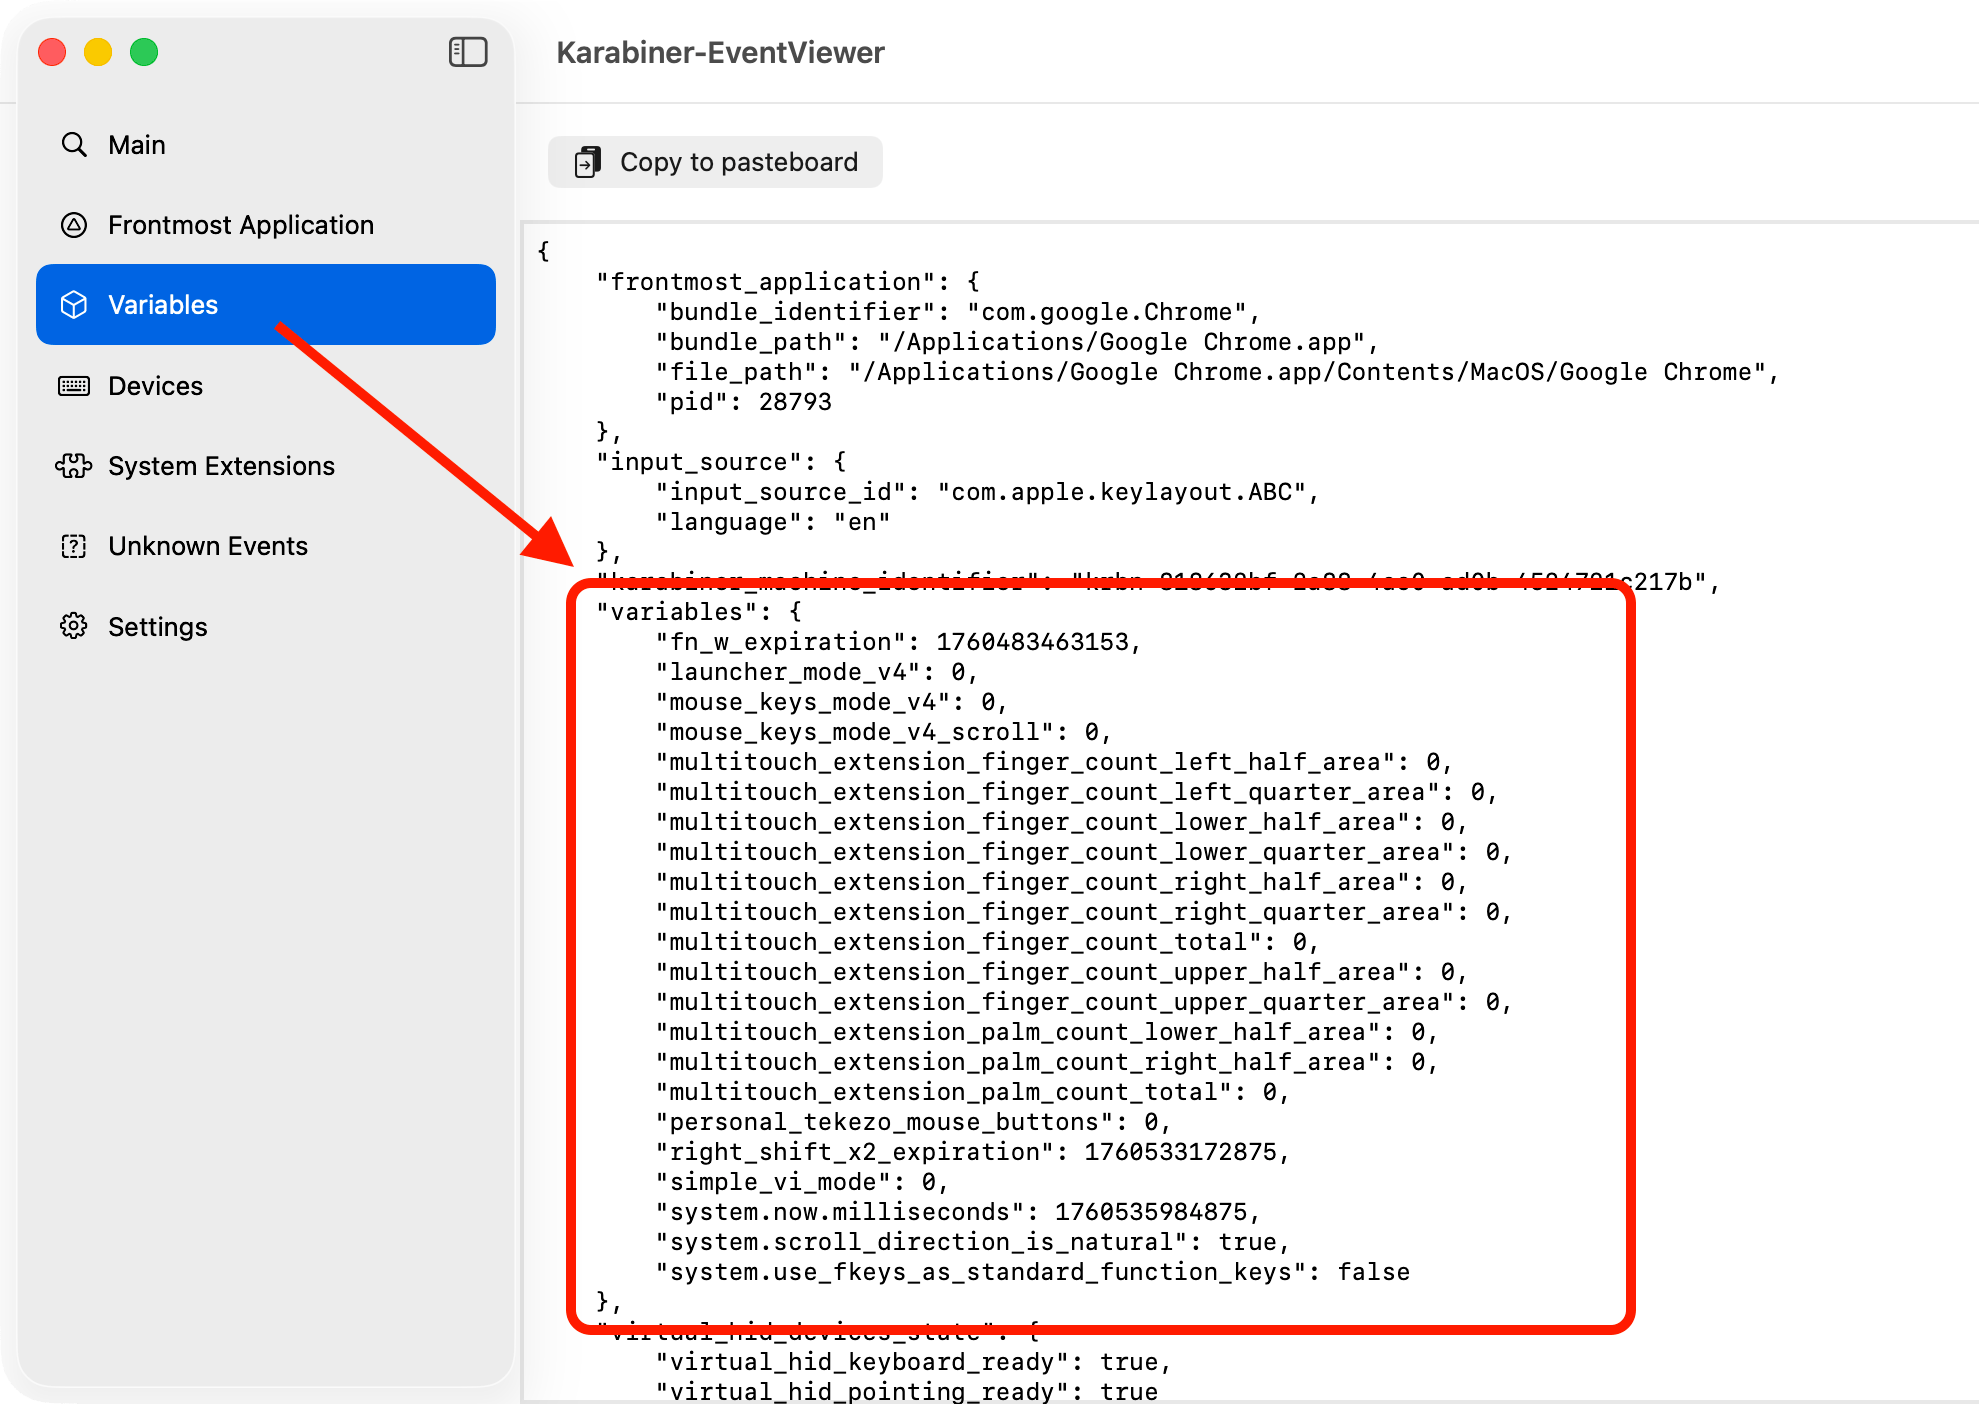 Karabiner-EventViewer
Main
Frontmost Application
Variables
Devices
System Extensions
Unknown Events
Settings
Copy to pasteboard
{
"frontmost_application": {
"bundle_identifier": "com.google.Chrome",
"bundle_path": "/Applications/Google Chrome.app",
"file_path": "/Applications/Google Chrome.app/Contents/MacOS/Google Chrome",
"pid": 28793
},
"input_source": {
"input_source_id": "com.apple.keylayout.ABC",
"language": "en"
},
"karabiner_machine_identifier":
"variables": {
"fn_w_expiration": 1760483463153,
"launcher_mode_v4": 0,
"mouse_keys_mode_v4": 0,
"mouse_keys_mode_v4_scroll": 0,
"multitouch_extension_finger_count_left_half_area": 0,
"multitouch_extension_finger_count_left_quarter_area": 0,
"multitouch_extension_finger_count_lower_half_area": 0,
"multitouch_extension_finger_count_lower_quarter_area": 0,
"multitouch_extension_finger_count_right_half_area": 0,
"multitouch_extension_finger_count_right_quarter_area": 0,
"multitouch_extension_finger_count_total": 0,
"multitouch_extension_finger_count_upper_half_area": 0,
"multitouch_extension_finger_count_upper_quarter_area": 0,
"multitouch_extension_palm_count_lower_half_area": 0,
"multitouch_extension_palm_count_right_half_area": 0,
"multitouch_extension_palm_count_total": 0,
"personal_tekezo_mouse_buttons": 0,
"right_shift_x2_expiration": 1760533172875,
"simple_vi_mode": 0,
"system.now.milliseconds": 1760535984875,
"system.scroll_direction_is_natural": true,
"system.use_fkeys_as_standard_function_keys": false
},
"virtual_hid_devices_state": {
"virtual_hid_keyboard_ready": true,
"virtual_hid_pointing_ready": true